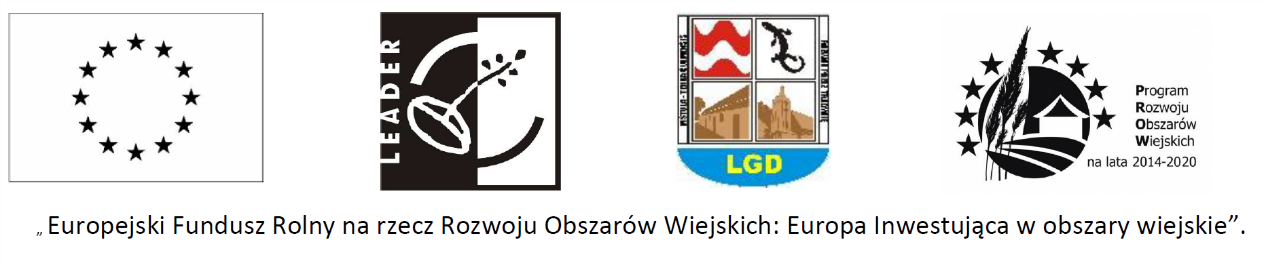 LEADER
LGD
Program
Rozwoju
Obszarów
Wiejskich
na lata 2014-2020
„Europejski Fundusz Rolny na rzecz Rozwoju Obszarów Wiejskich: Europa Inwestująca w obszary wiejskie”.